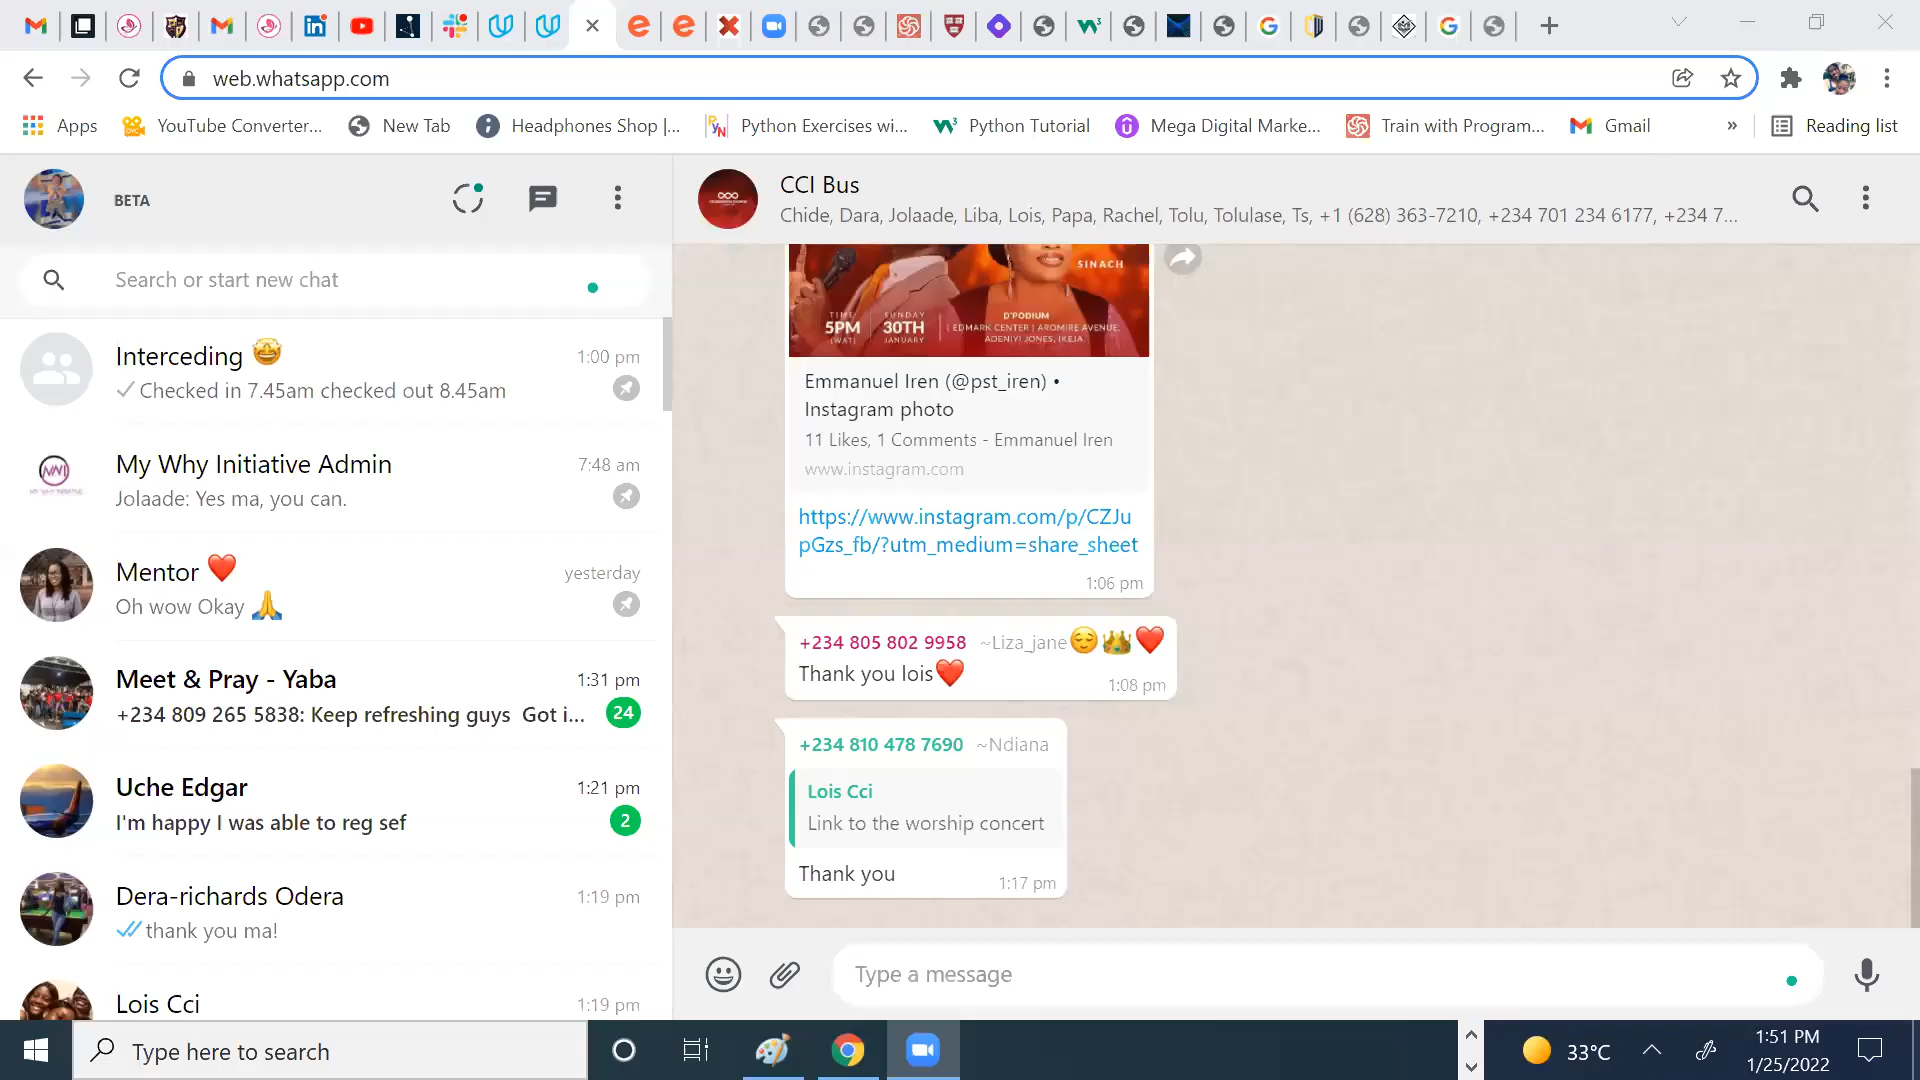 web.whatsapp.com
Apps
YouTube Converter...
New Tab
Headphones Shop |...
Python Exercises wi...
Python Tutorial
Mega Digital Marke...
Train with Program...
Gmail
»
Reading list
BETA
Search or start new chat
Interceding 🤩
1:00 pm
Checked in 7.45am checked out 8.45am
My Why Initiative Admin
7:48 am
Jolaade: Yes ma, you can.
Mentor ❤️
yesterday
Oh wow Okay 🙏
Meet & Pray - Yaba
1:31 pm
+234 809 265 5838: Keep refreshing guys Got i...
24
Uche Edgar
1:21 pm
I'm happy I was able to reg sef
2
Dera-richards Odera
1:19 pm
thank you ma!
Lois Cci
1:19 pm
CCI Bus
Chide, Dara, Jolaade, Liba, Lois, Papa, Rachel, Tolu, Tolulase, Ts, +1 (628) 363-7210, +234 701 234 6177, +234 7...
SINACH
TIME
5PM
(WAT)
SUNDAY
30TH
JANUARY
D'PODIUM
EDMARK CENTER | AROMIRE AVENUE,
ADENIYI JONES, IKEJA.
Emmanuel Iren (@pst_iren) •
Instagram photo
11 Likes, 1 Comments - Emmanuel Iren
www.instagram.com
https://www.instagram.com/p/CZJu
pGzs_fb/?utm_medium=share_sheet
1:06 pm
+234 805 802 9958 ~Liza_jane😌👑❤️
Thank you lois❤️
1:08 pm
+234 810 478 7690 ~Ndiana
Lois Cci
Link to the worship concert
Thank you
1:17 pm
Type a message
Type here to search
33°C
1:51 PM
1/25/2022